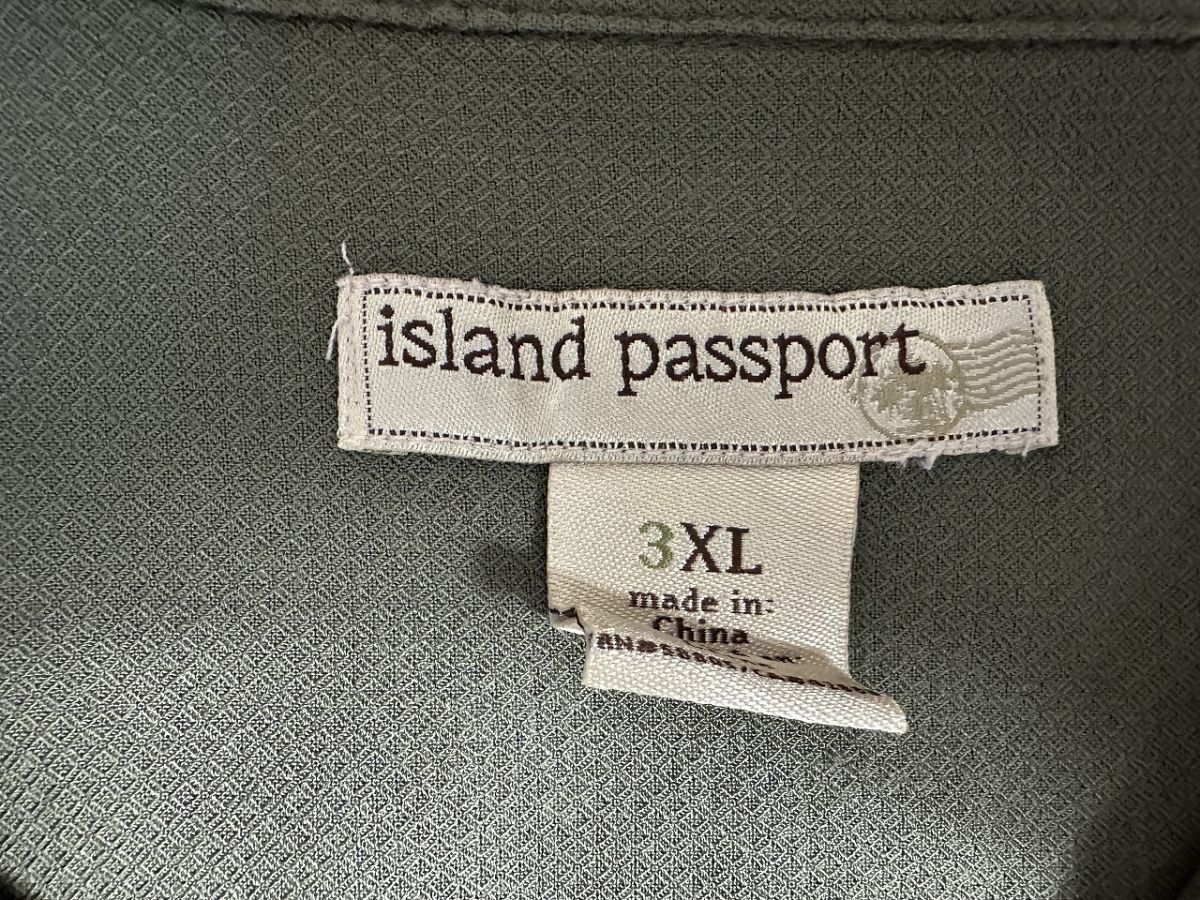 island passport
3XL
made in:
China